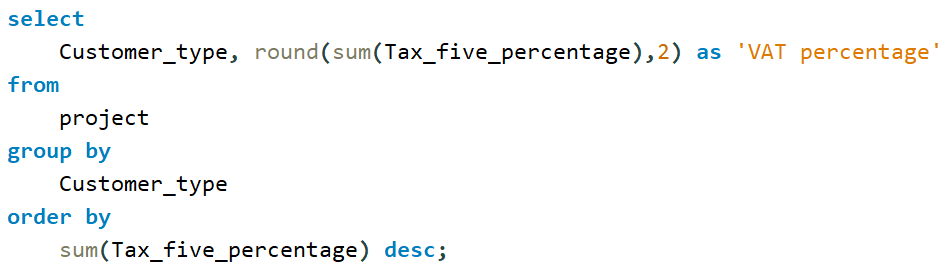 select
Customer_type, round(sum(Tax_five_percentage),2) as 'VAT percentage'
from
project
group by
Customer_type
order by
sum(Tax_five_percentage) desc;